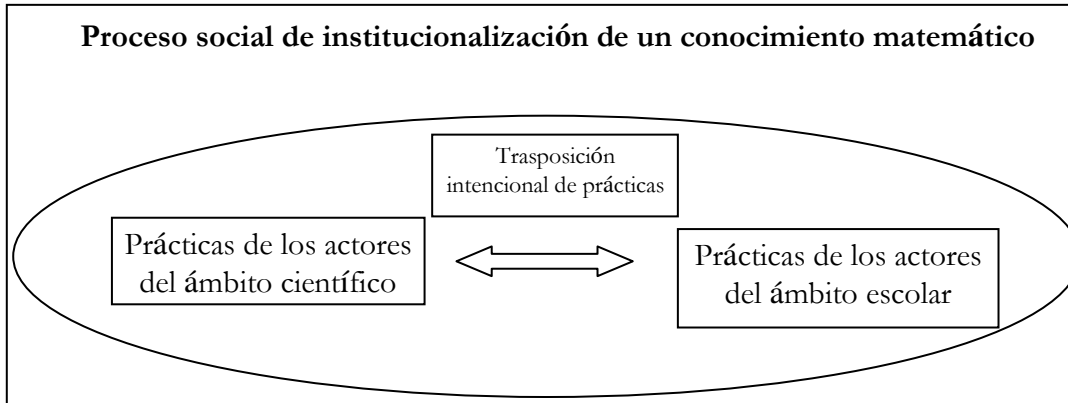 Proceso social de institucionalización de un conocimiento matemático
Trasposición
intencional de prácticas
Prácticas de los actores
del ámbito científico
Prácticas de los actores
del ámbito escolar